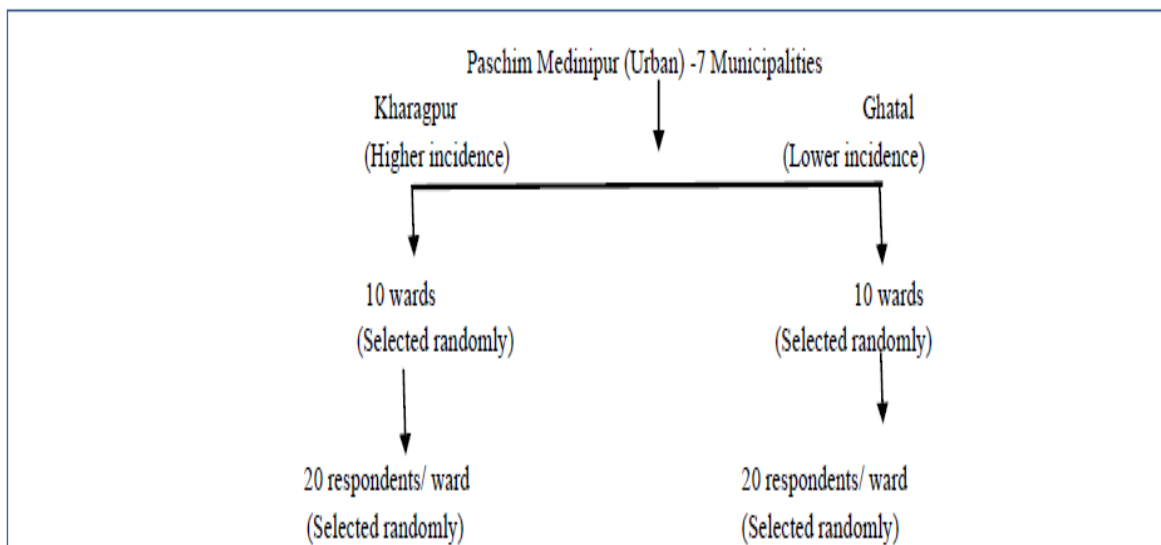 Paschim Medinipur (Urban) -7 Municipalities
Kharagpur
(Higher incidence)
Ghatal
(Lower incidence)
10 wards
(Selected randomly)
10 wards
(Selected randomly)
20 respondents/ ward
(Selected randomly)
20 respondents/ ward
(Selected randomly)